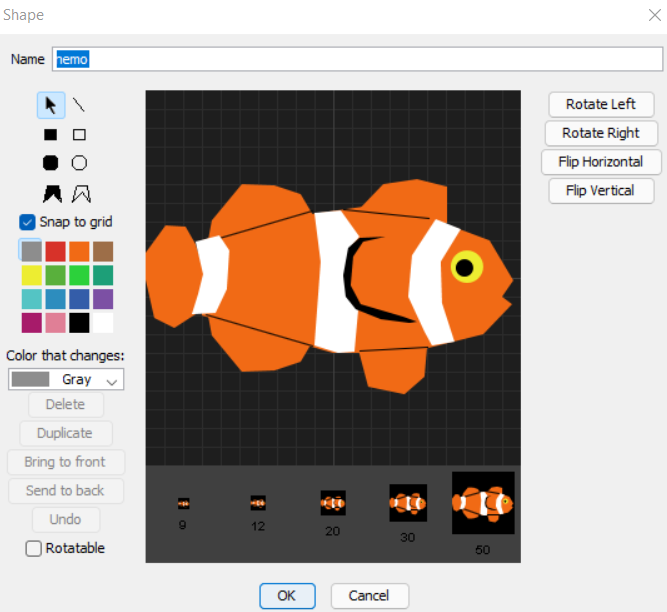 Shape
Name nemo
Rotate Left
Rotate Right
Flip Horizontal
Flip Vertical
Snap to grid
Color that changes:
Gray
Delete
Duplicate
Bring to front
Send to back
Undo
Rotatable
9
12
20
30
50
OK
Cancel